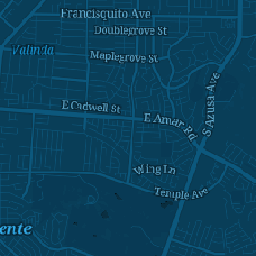 Francisquito Ave
Doublegrove St
Valinda
Maplegrove St
S Azusa Ave
E Cadwell St
E Amar Rd
Wing Ln
Temple Ave
ente